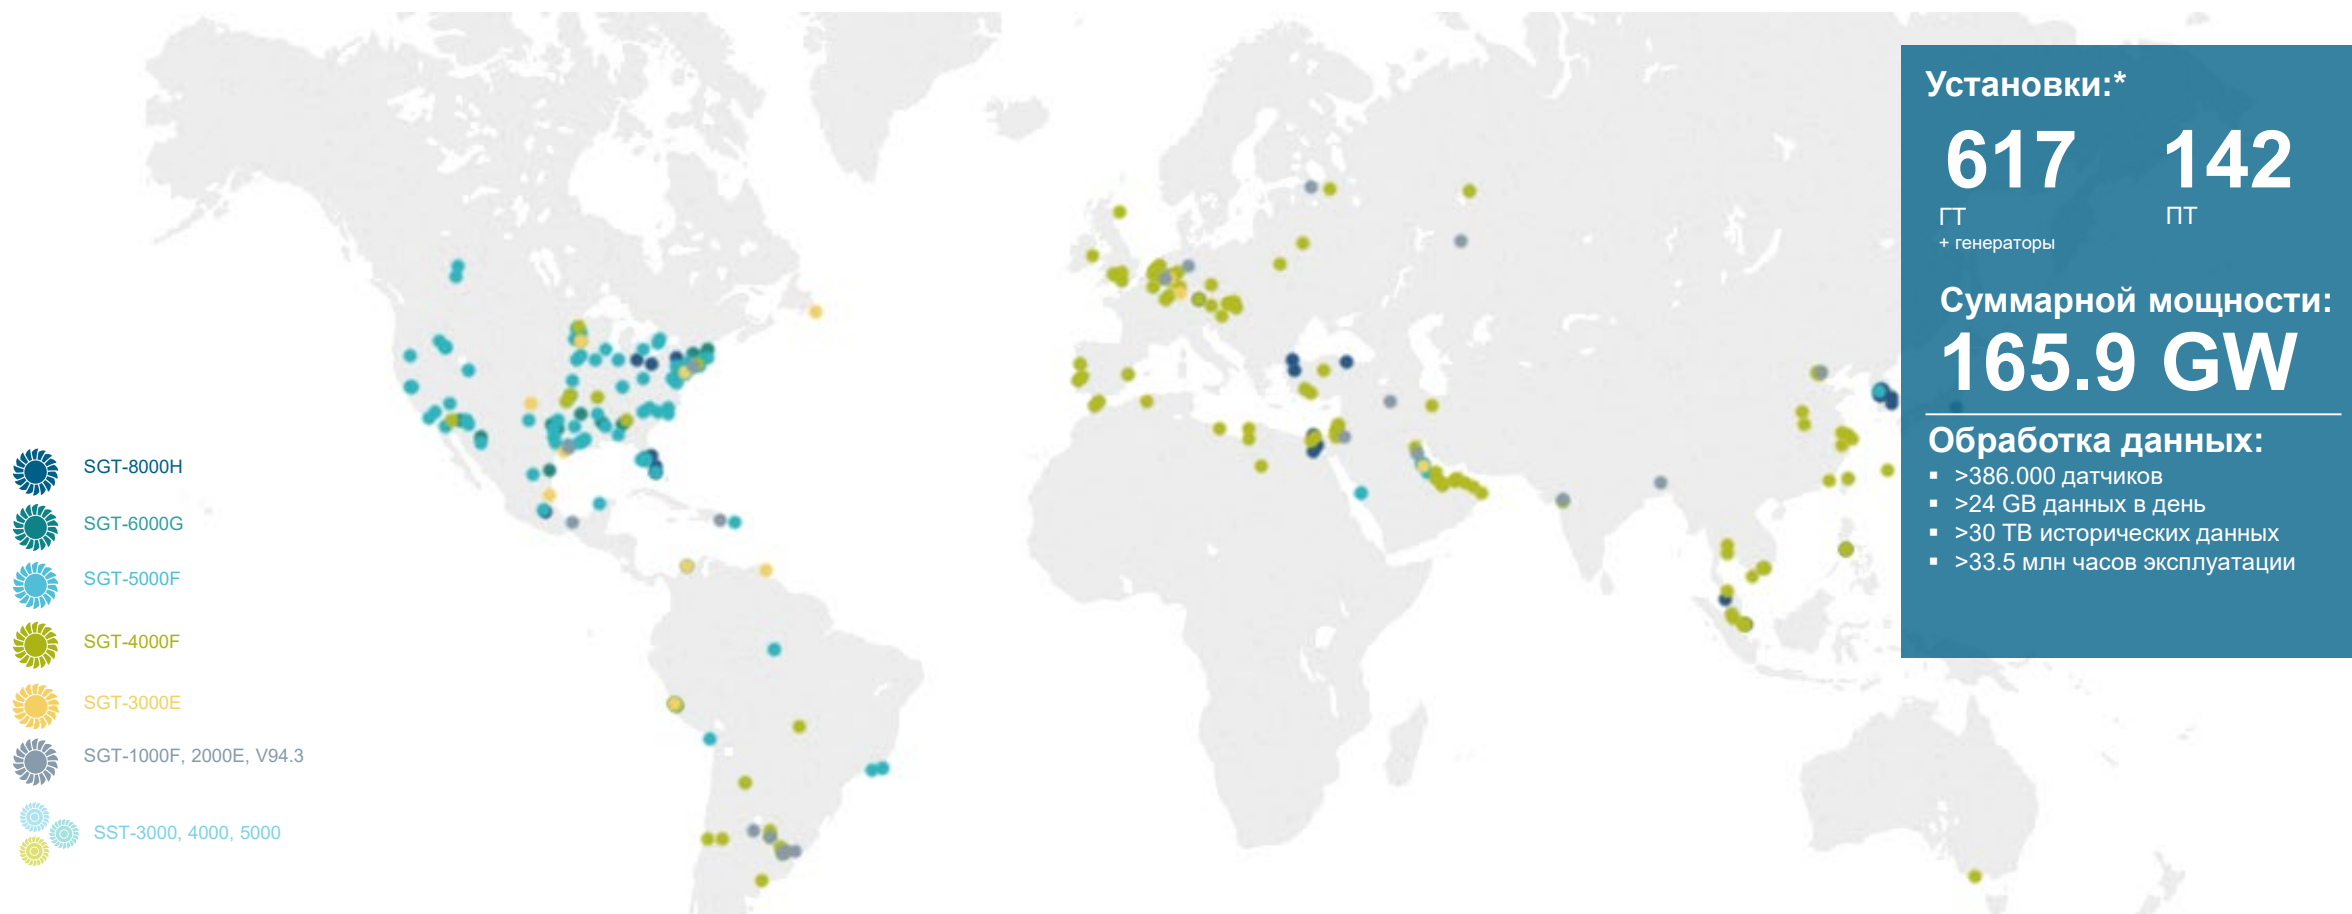 Установки:*
617 142
ГТ ПТ
+ генераторы
Суммарной мощности:
165.9 GW
Обработка данных:
▪ >386.000 датчиков
▪ >24 GB данных в день
▪ >30 TB исторических данных
▪ >33.5 млн часов эксплуатации
SGT-8000H
SGT-6000G
SGT-5000F
SGT-4000F
SGT-3000E
SGT-1000F, 2000E, V94.3
SST-3000, 4000, 5000